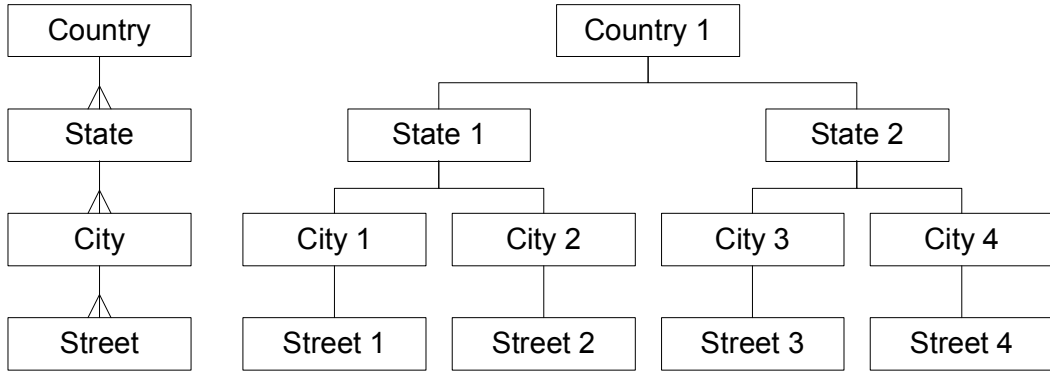 Country
Country 1
State
State 1
State 2
City
City 1
City 2
City 3
City 4
Street
Street 1
Street 2
Street 3
Street 4